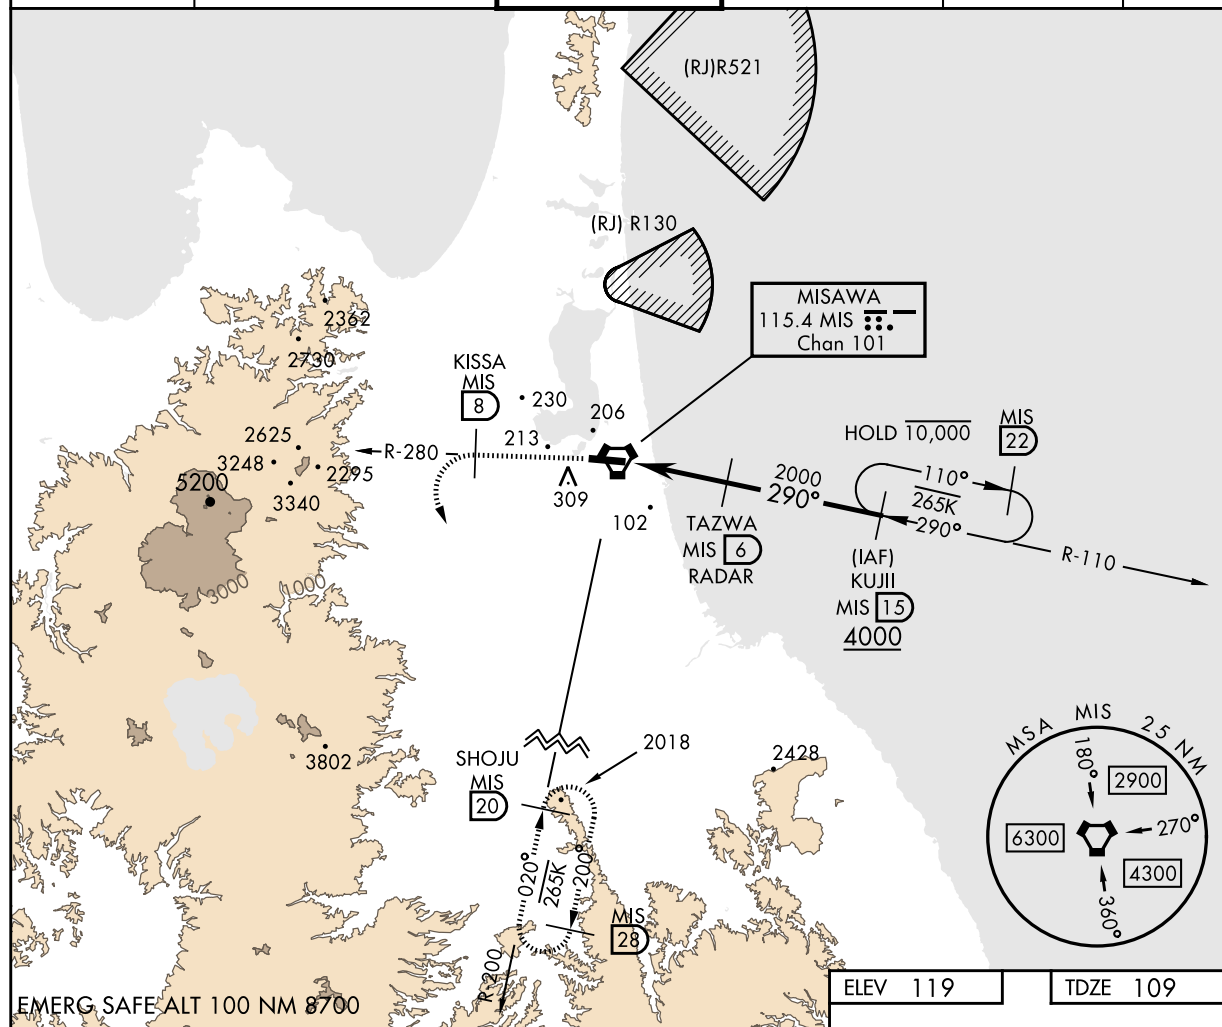 (RJ)R521
(RJ) R130
MISAWA
115.4 MIS
Chan 101
2362
2730
KISSA
MIS
8
230
206
213
HOLD 10,000
MIS
22
2625
3248
2295
5200
3340
R-280
309
102
2000
290°
110°
265K
290°
R-110
TAZWA
MIS 6
RADAR
(IAF)
KUJII
MIS 15
4000
3000
1000
3802
SHOJU
MIS
20
2018
2428
020°
265K
200°
MIS
28
R-200
MSA MIS 25 NM
180°
2900
270°
6300
4300
360°
EMERG SAFE ALT 100 NM 8700
ELEV 119
TDZE 109